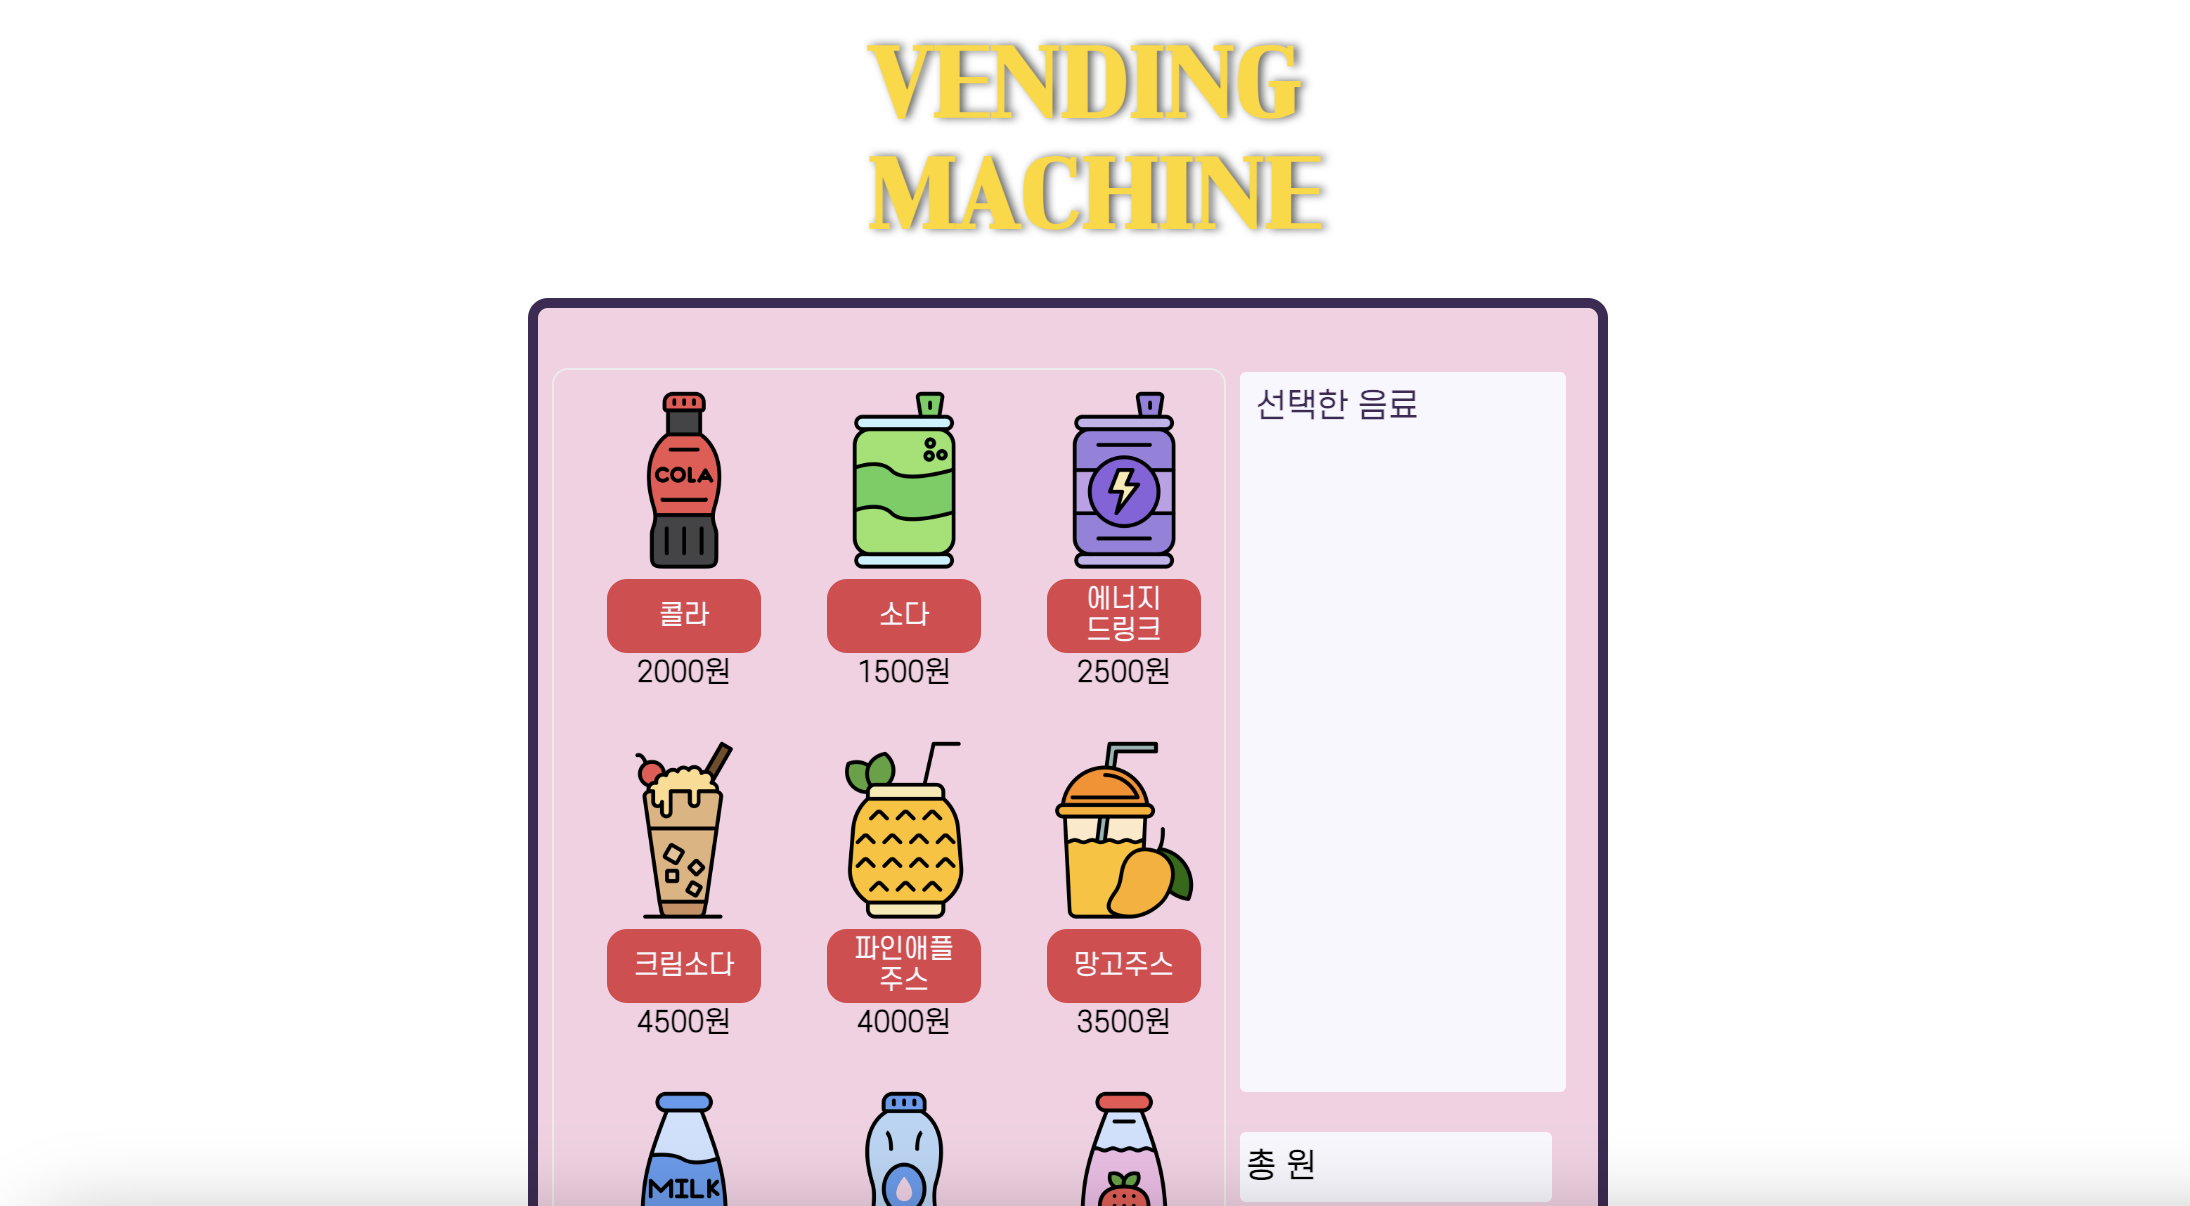 VENDING
MACHINE
선택한 음료
COLA
콜라
소다
에너지
드링크
2000원
1500원
2500원
크림소다
파인애플
주스
망고주스
4500원
4000원
3500원
MILK
총 원